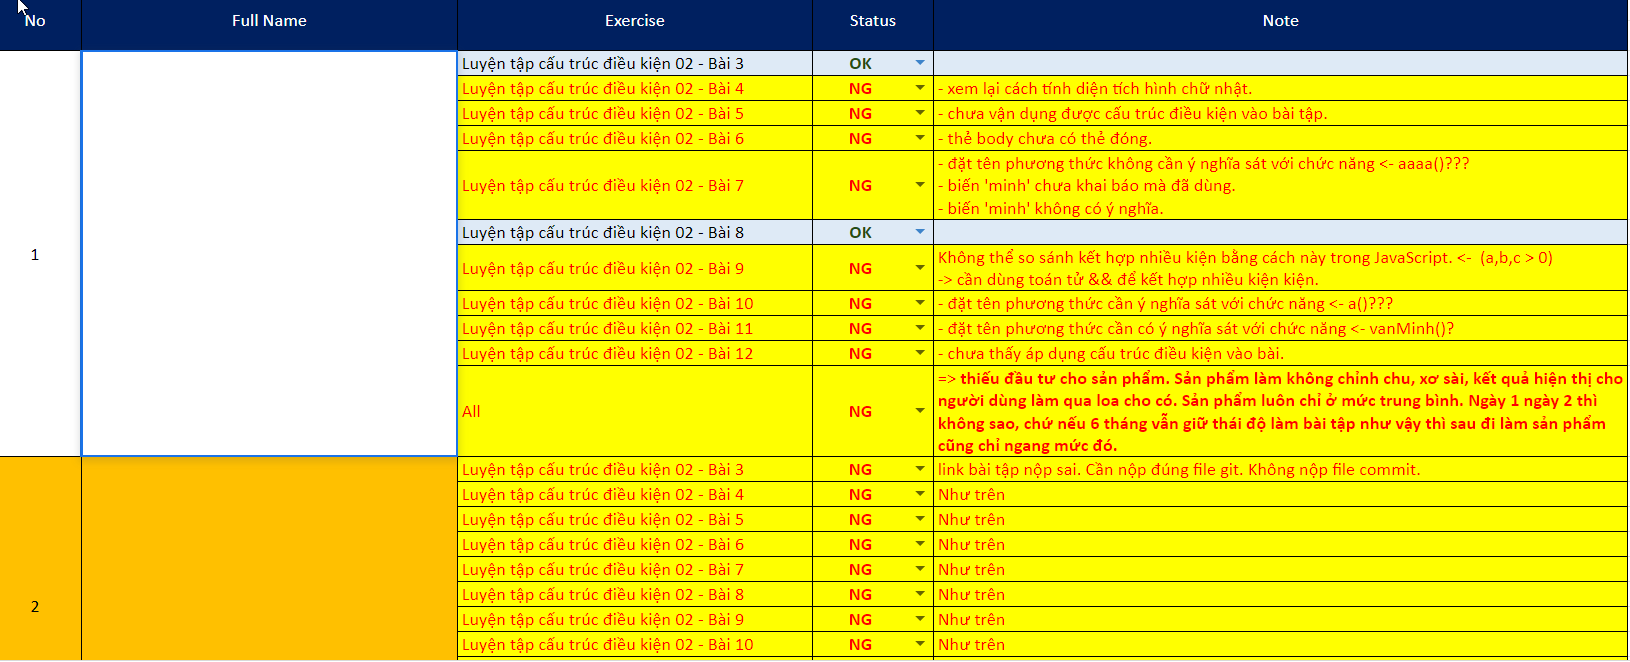 No Full Name Exercise Status Note
1
Luyện tập cấu trúc điều kiện 02 - Bài 3 OK
Luyện tập cấu trúc điều kiện 02 - Bài 4 NG - xem lại cách tính diện tích hình chữ nhật.
Luyện tập cấu trúc điều kiện 02 - Bài 5 NG - chưa vận dụng được cấu trúc điều kiện vào bài tập.
Luyện tập cấu trúc điều kiện 02 - Bài 6 NG - thẻ body chưa có thẻ đóng.
Luyện tập cấu trúc điều kiện 02 - Bài 7 NG - đặt tên phương thức không cần ý nghĩa sát với chức năng <- aaaa()???
- biến 'minh' chưa khai báo mà đã dùng.
- biến 'minh' không có ý nghĩa.
Luyện tập cấu trúc điều kiện 02 - Bài 8 OK
Luyện tập cấu trúc điều kiện 02 - Bài 9 NG Không thể so sánh kết hợp nhiều kiện bằng cách này trong JavaScript. <- (a,b,c > 0)
-> cần dùng toán tử && để kết hợp nhiều kiện kiện.
Luyện tập cấu trúc điều kiện 02 - Bài 10 NG - đặt tên phương thức cần ý nghĩa sát với chức năng <- a()???
Luyện tập cấu trúc điều kiện 02 - Bài 11 NG - đặt tên phương thức cần có ý nghĩa sát với chức năng <- vanMinh()?
Luyện tập cấu trúc điều kiện 02 - Bài 12 NG - chưa thấy áp dụng cấu trúc điều kiện vào bài.
All NG => thiếu đầu tư cho sản phẩm. Sản phẩm làm không chỉnh chu, xơ sài, kết quả hiện thị cho
người dùng làm qua loa cho có. Sản phẩm luôn chỉ ở mức trung bình. Ngày 1 ngày 2 thì
không sao, chứ nếu 6 tháng vẫn giữ thái độ làm bài tập như vậy thì sau đi làm sản phẩm
cũng chỉ ngang mức đó.
2
Luyện tập cấu trúc điều kiện 02 - Bài 3 NG link bài tập nộp sai. Cần nộp đúng file git. Không nộp file commit.
Luyện tập cấu trúc điều kiện 02 - Bài 4 NG Như trên
Luyện tập cấu trúc điều kiện 02 - Bài 5 NG Như trên
Luyện tập cấu trúc điều kiện 02 - Bài 6 NG Như trên
Luyện tập cấu trúc điều kiện 02 - Bài 7 NG Như trên
Luyện tập cấu trúc điều kiện 02 - Bài 8 NG Như trên
Luyện tập cấu trúc điều kiện 02 - Bài 9 NG Như trên
Luyện tập cấu trúc điều kiện 02 - Bài 10 NG Như trên